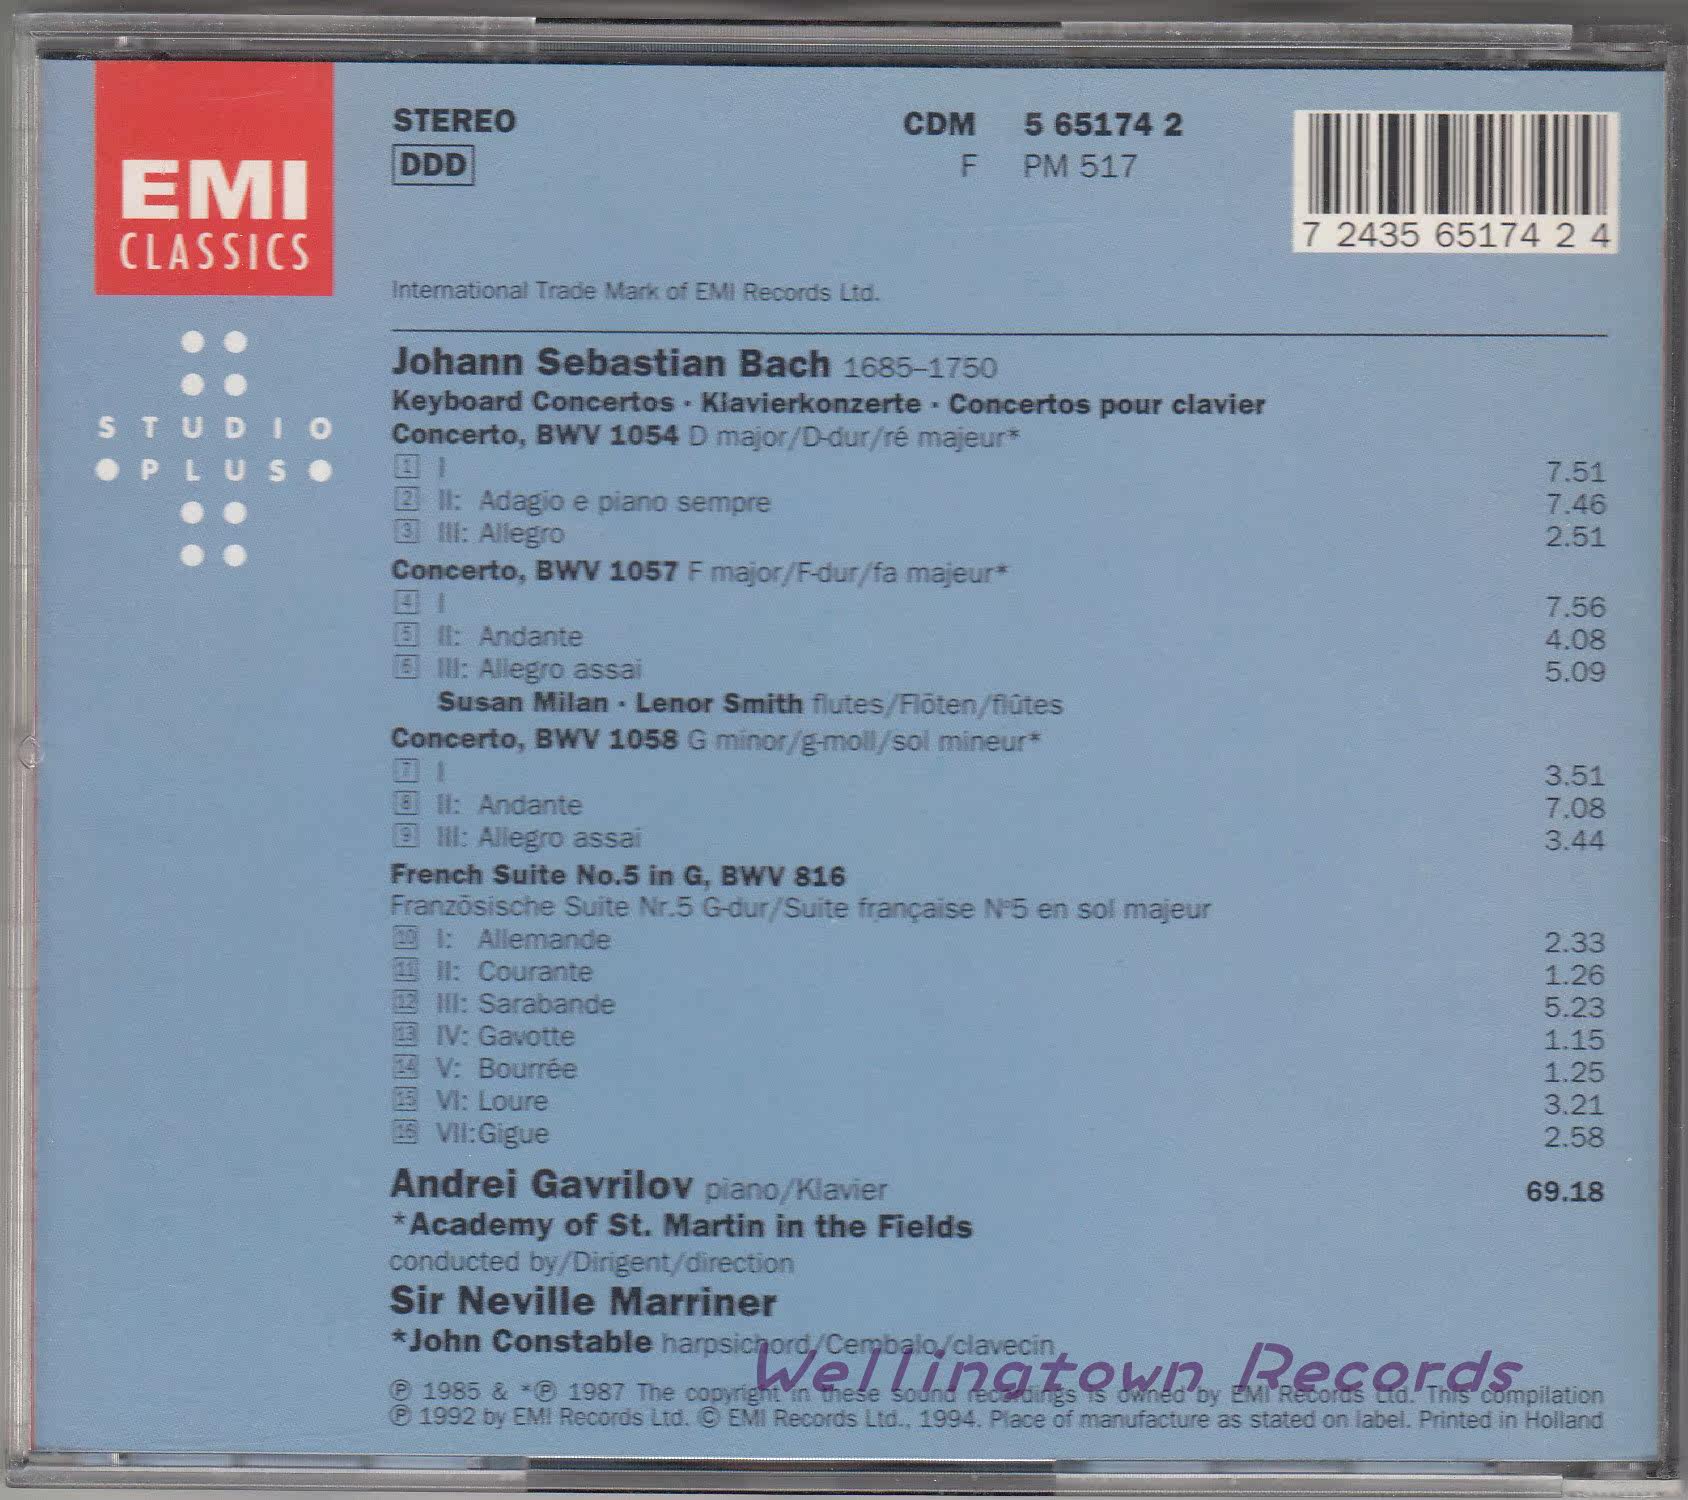 EMI
CLASSICS
STUDIO
PLUS
STEREO
DDD
CDM 5 65174 2
F PM 517
7 2435 65174 2 4
International Trade Mark of EMI Records Ltd.
Johann Sebastian Bach 1685–1750
Keyboard Concertos · Klavierkonzerte · Concertos pour clavier
Concerto, BWV 1054 D major/D-dur/ré majeur*
1 I 7.51
2 II: Adagio e piano sempre 7.46
3 III: Allegro 2.51
Concerto, BWV 1057 F major/F-dur/fa majeur*
4 I 7.56
5 II: Andante 4.08
6 III: Allegro assai 5.09
Susan Milan · Lenor Smith flutes/Flöten/flûtes
Concerto, BWV 1058 G minor/g-moll/sol mineur*
7 I 3.51
8 II: Andante 7.08
9 III: Allegro assai 3.44
French Suite No.5 in G, BWV 816
Französische Suite Nr.5 G-dur/Suite française N°5 en sol majeur
10 I: Allemande 2.33
11 II: Courante 1.26
12 III: Sarabande 5.23
13 IV: Gavotte 1.15
14 V: Bourrée 1.25
15 VI: Loure 3.21
16 VII: Gigue 2.58
Andrei Gavrilov piano/Klavier 69.18
*Academy of St. Martin in the Fields
conducted by/Dirigent/direction
Sir Neville Marriner
*John Constable harpsichord/Cembalo/clavecin
Wellingtown Records
℗ 1985 & *℗ 1987 The copyright in these sound recordings is owned by EMI Records Ltd. This compilation
℗ 1992 by EMI Records Ltd. © EMI Records Ltd., 1994. Place of manufacture as stated on label. Printed in Holland